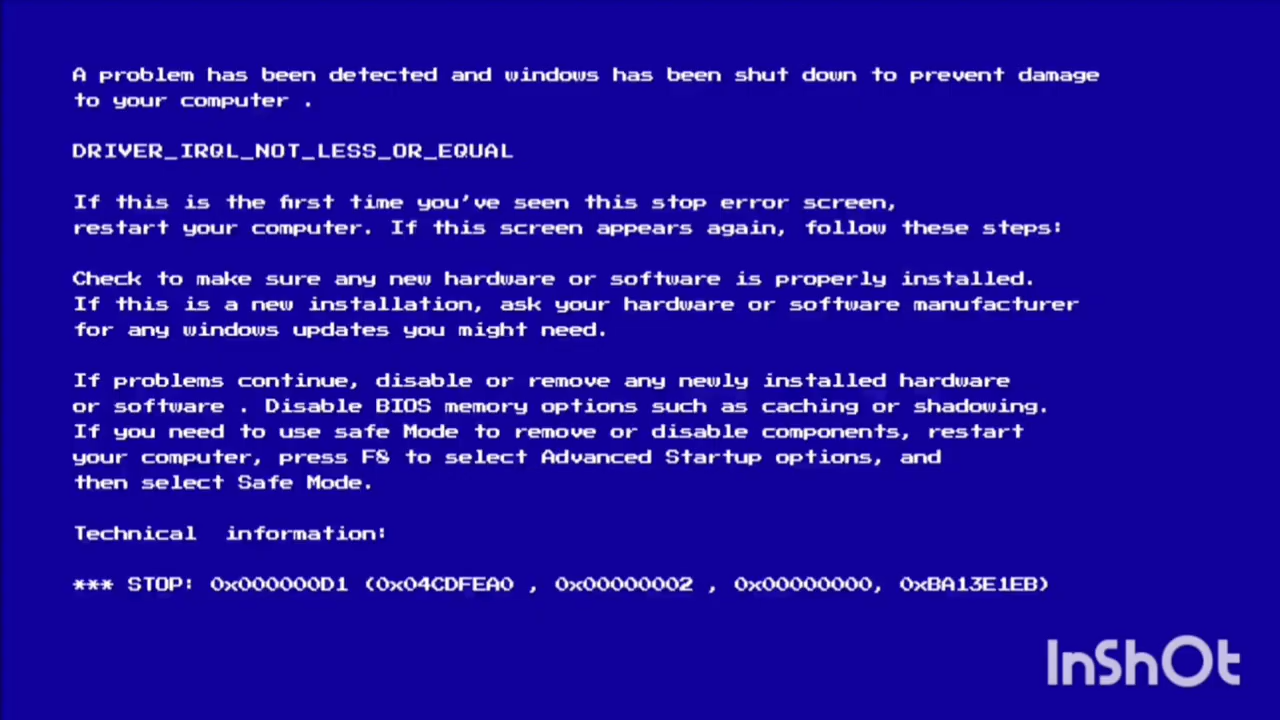 A problem has been detected and windows has been shut down to prevent damage
to your computer .
DRIVER_IRQL_NOT_LESS_OR_EQUAL
If this is the first time you've seen this stop error screen,
restart your computer. If this screen appears again, follow these steps:
Check to make sure any new hardware or software is properly installed.
If this is a new installation, ask your hardware or software manufacturer
for any windows updates you might need.
If problems continue, disable or remove any newly installed hardware
or software . Disable BIOS memory options such as caching or shadowing.
If you need to use safe Mode to remove or disable components, restart
your computer, press F& to select Advanced Startup options, and
then select Safe Mode.
Technical information:
*** STOP: 0x000000D1 (0x04CDFEA0 , 0x00000002 , 0x00000000, 0xBA13E1EB)
InShOt